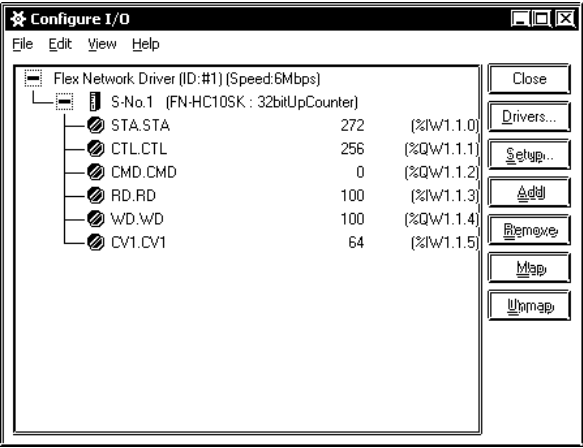 Configure I/O
File Edit View Help
Flex Network Driver (ID:#1) (Speed:6Mbps)
S-No.1 (FN-HC10SK : 32bitUpCounter)
STA.STA 272 (%IW1.1.0)
CTL.CTL 256 (%QW1.1.1)
CMD.CMD 0 (%QW1.1.2)
RD.RD 100 (%IW1.1.3)
WD.WD 100 (%QW1.1.4)
CV1.CV1 64 (%IW1.1.5)
Close
Drivers...
Setup...
Add
Remove
Map
Unmap